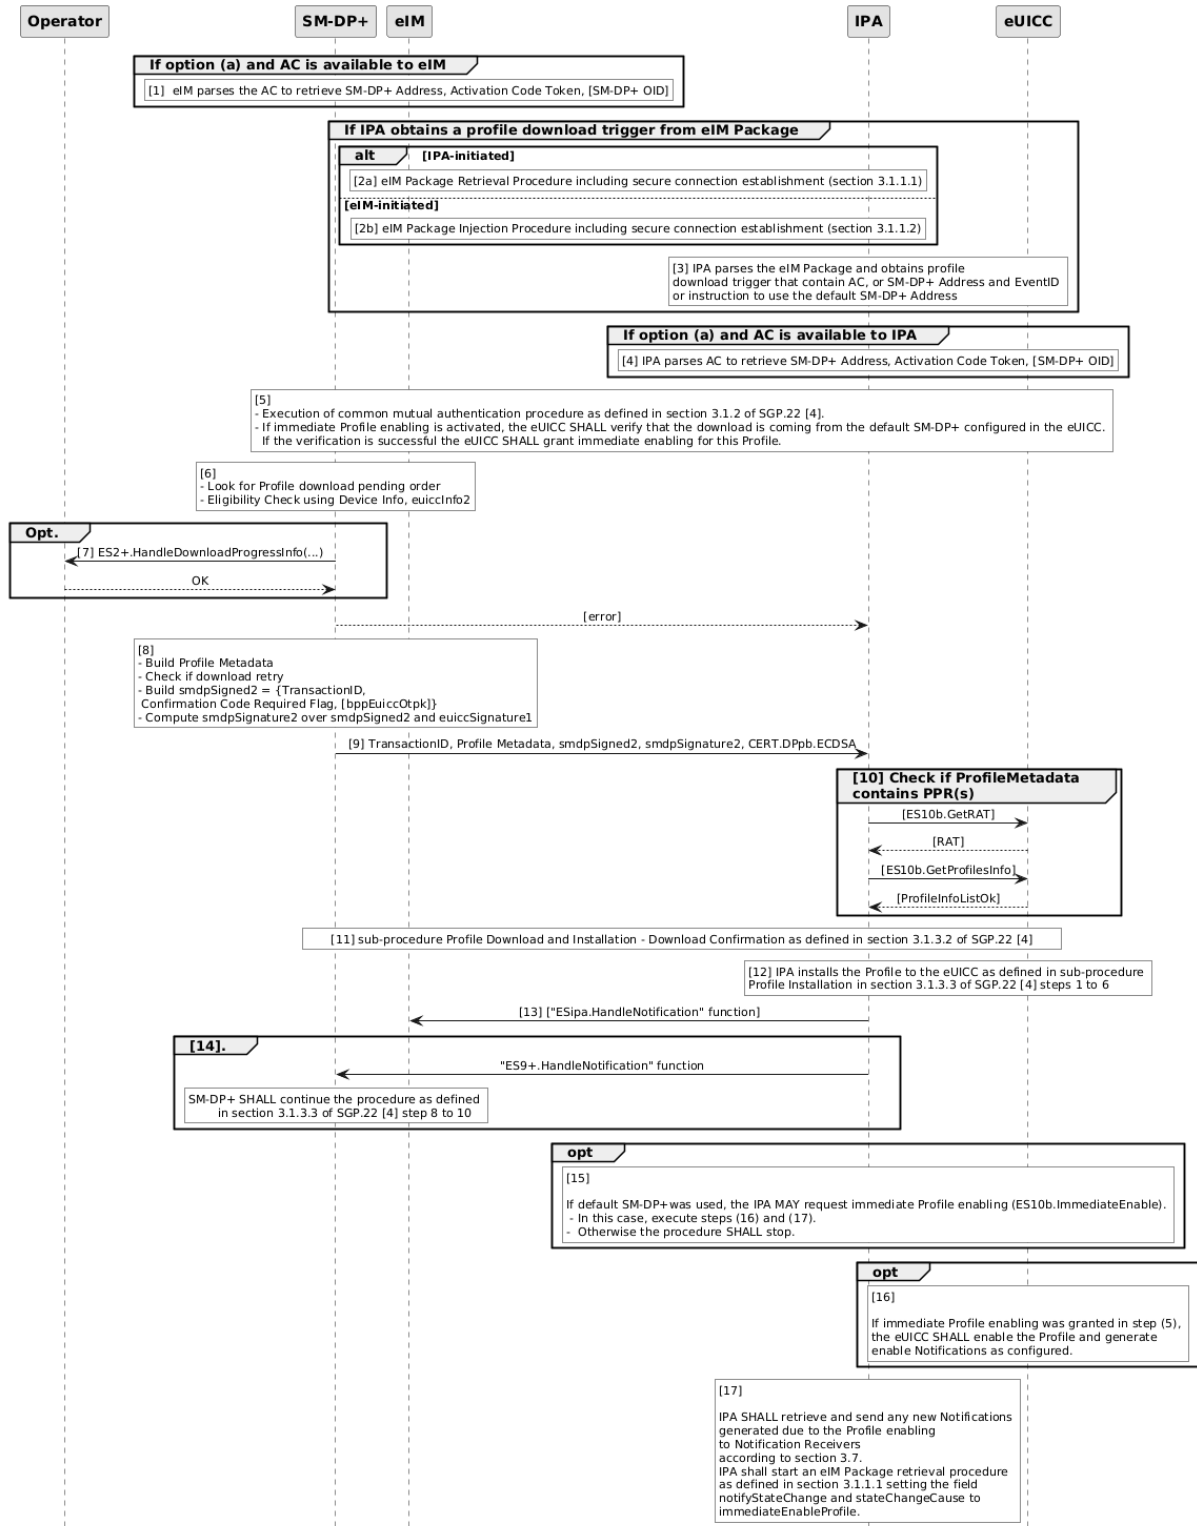 Operator
SM-DP+
eIM
IPA
eUICC
If option (a) and AC is available to eIM
[1]  eIM parses the AC to retrieve SM-DP+ Address, Activation Code Token, [SM-DP+ OID]
If IPA obtains a profile download trigger from eIM Package
alt
[IPA-initiated]
[2a] eIM Package Retrieval Procedure including secure connection establishment (section 3.1.1.1)
[eIM-initiated]
[2b] eIM Package Injection Procedure including secure connection establishment (section 3.1.1.2)
[3] IPA parses the eIM Package and obtains profile
download trigger that contain AC, or SM-DP+ Address and EventID
or instruction to use the default SM-DP+ Address
If option (a) and AC is available to IPA
[4] IPA parses AC to retrieve SM-DP+ Address, Activation Code Token, [SM-DP+ OID]
[5]
- Execution of common mutual authentication procedure as defined in section 3.1.2 of SGP.22 [4].
- If immediate Profile enabling is activated, the eUICC SHALL verify that the download is coming from the default SM-DP+ configured in the eUICC.
If the verification is successful the eUICC SHALL grant immediate enabling for this Profile.
[6]
- Look for Profile download pending order
- Eligibility Check using Device Info, euiccInfo2
Opt.
[7] ES2+.HandleDownloadProgressInfo(...)
OK
[error]
[8]
- Build Profile Metadata
- Check if download retry
- Build smdpSigned2 = {TransactionID,
Confirmation Code Required Flag, [bppEuiccOtpk]}
- Compute smdpSignature2 over smdpSigned2 and euiccSignature1
[9] TransactionID, Profile Metadata, smdpSigned2, smdpSignature2, CERT.DPpb.ECDSA
[10] Check if ProfileMetadata
contains PPR(s)
[ES10b.GetRAT]
[RAT]
[ES10b.GetProfilesInfo]
[ProfileInfoListOk]
[11] sub-procedure Profile Download and Installation - Download Confirmation as defined in section 3.1.3.2 of SGP.22 [4]
[12] IPA installs the Profile to the eUICC as defined in sub-procedure
Profile Installation in section 3.1.3.3 of SGP.22 [4] steps 1 to 6
[13] ["ESipa.HandleNotification" function]
[14].
"ES9+.HandleNotification" function
SM-DP+ SHALL continue the procedure as defined
in section 3.1.3.3 of SGP.22 [4] step 8 to 10
opt
[15]
If default SM-DP+was used, the IPA MAY request immediate Profile enabling (ES10b.ImmediateEnable).
- In this case, execute steps (16) and (17).
-  Otherwise the procedure SHALL stop.
opt
[16]
If immediate Profile enabling was granted in step (5),
the eUICC SHALL enable the Profile and generate
enable Notifications as configured.
[17]
IPA SHALL retrieve and send any new Notifications
generated due to the Profile enabling
to Notification Receivers
according to section 3.7.
IPA shall start an eIM Package retrieval procedure
as defined in section 3.1.1.1 setting the field
notifyStateChange and stateChangeCause to
immediateEnableProfile.